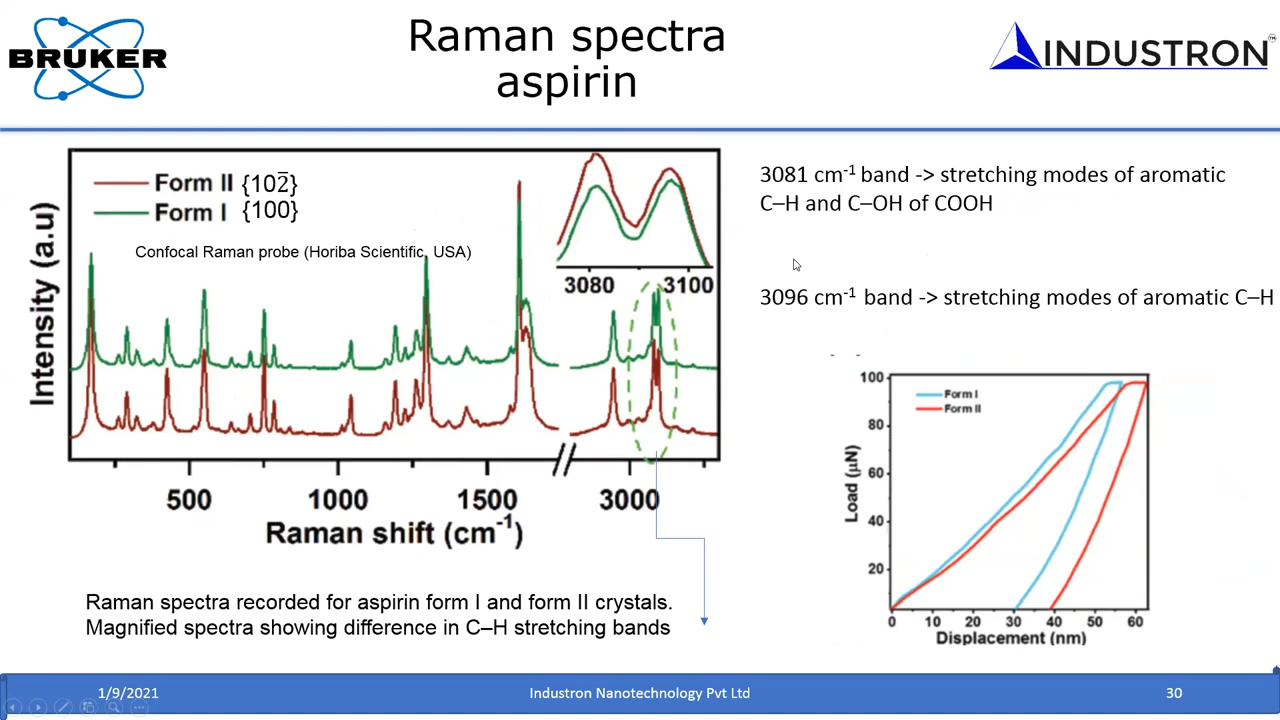 BRUKER
Raman spectra
aspirin
INDUSTRON™
Form II {102̅}
Form I {100}
Confocal Raman probe (Horiba Scientific, USA)
3080 3100
Intensity (a.u)
500 1000 1500 3000
Raman shift (cm⁻¹)
3081 cm⁻¹ band -> stretching modes of aromatic
C–H and C–OH of COOH
3096 cm⁻¹ band -> stretching modes of aromatic C–H
Form I
Form II
100
80
60
40
20
Load (µN)
0 10 20 30 40 50 60
Displacement (nm)
Raman spectra recorded for aspirin form I and form II crystals.
Magnified spectra showing difference in C–H stretching bands
1/9/2021 Industron Nanotechnology Pvt Ltd 30